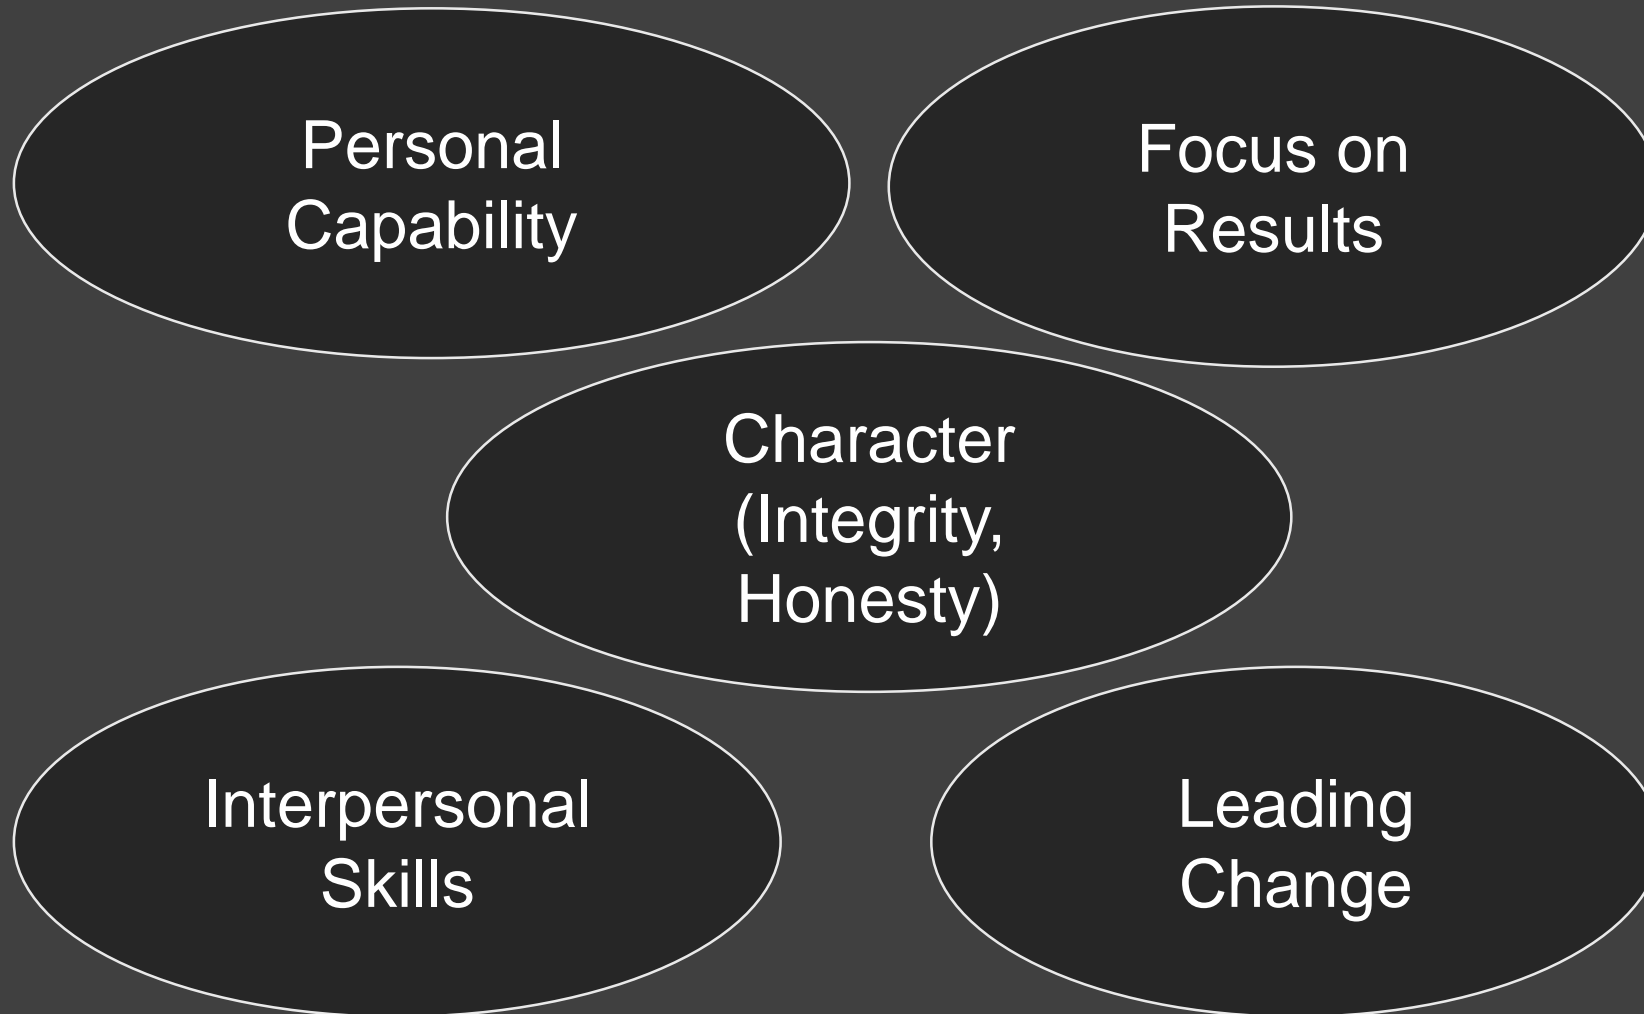 Personal
Capability
Focus on
Results
Character
(Integrity,
Honesty)
Interpersonal
Skills
Leading
Change